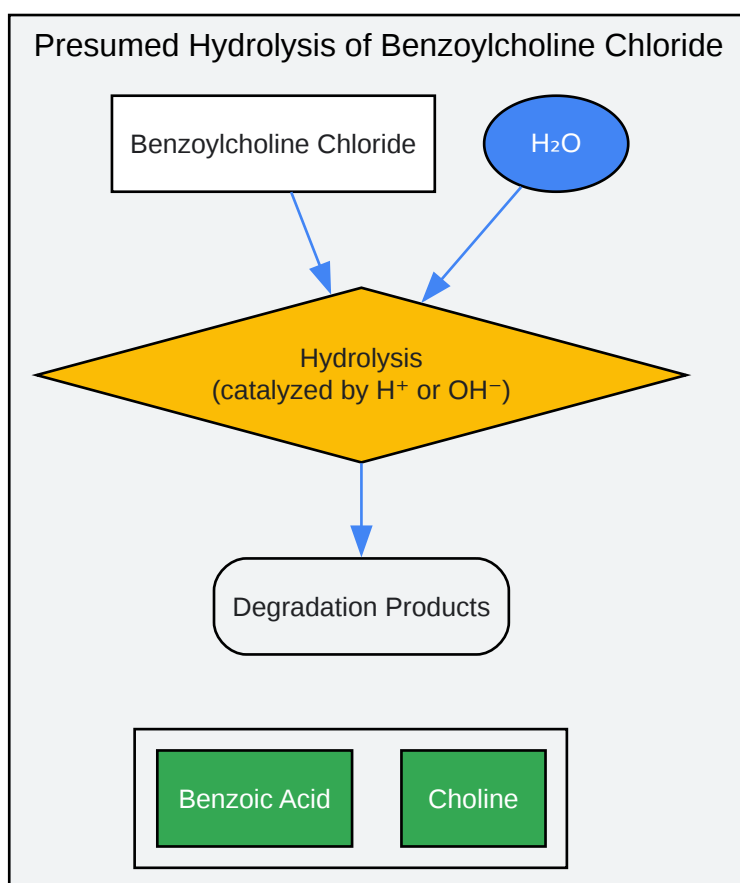 Presumed Hydrolysis of Benzoylcholine Chloride
Benzoylcholine Chloride
H₂O
Hydrolysis
(catalyzed by H⁺ or OH⁻)
Degradation Products
Benzoic Acid
Choline